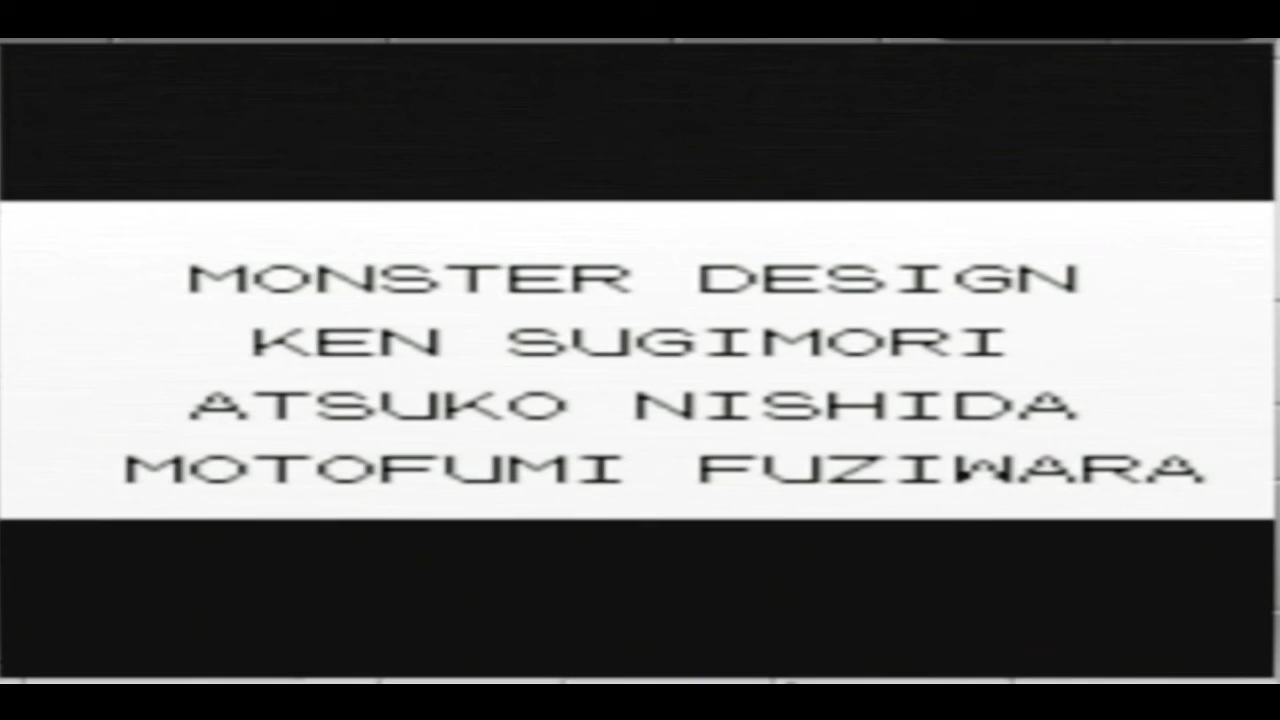 MONSTER DESIGN
KEN SUGIMORI
ATSUKO NISHIDA
MOTOFUMI FUZIWARA